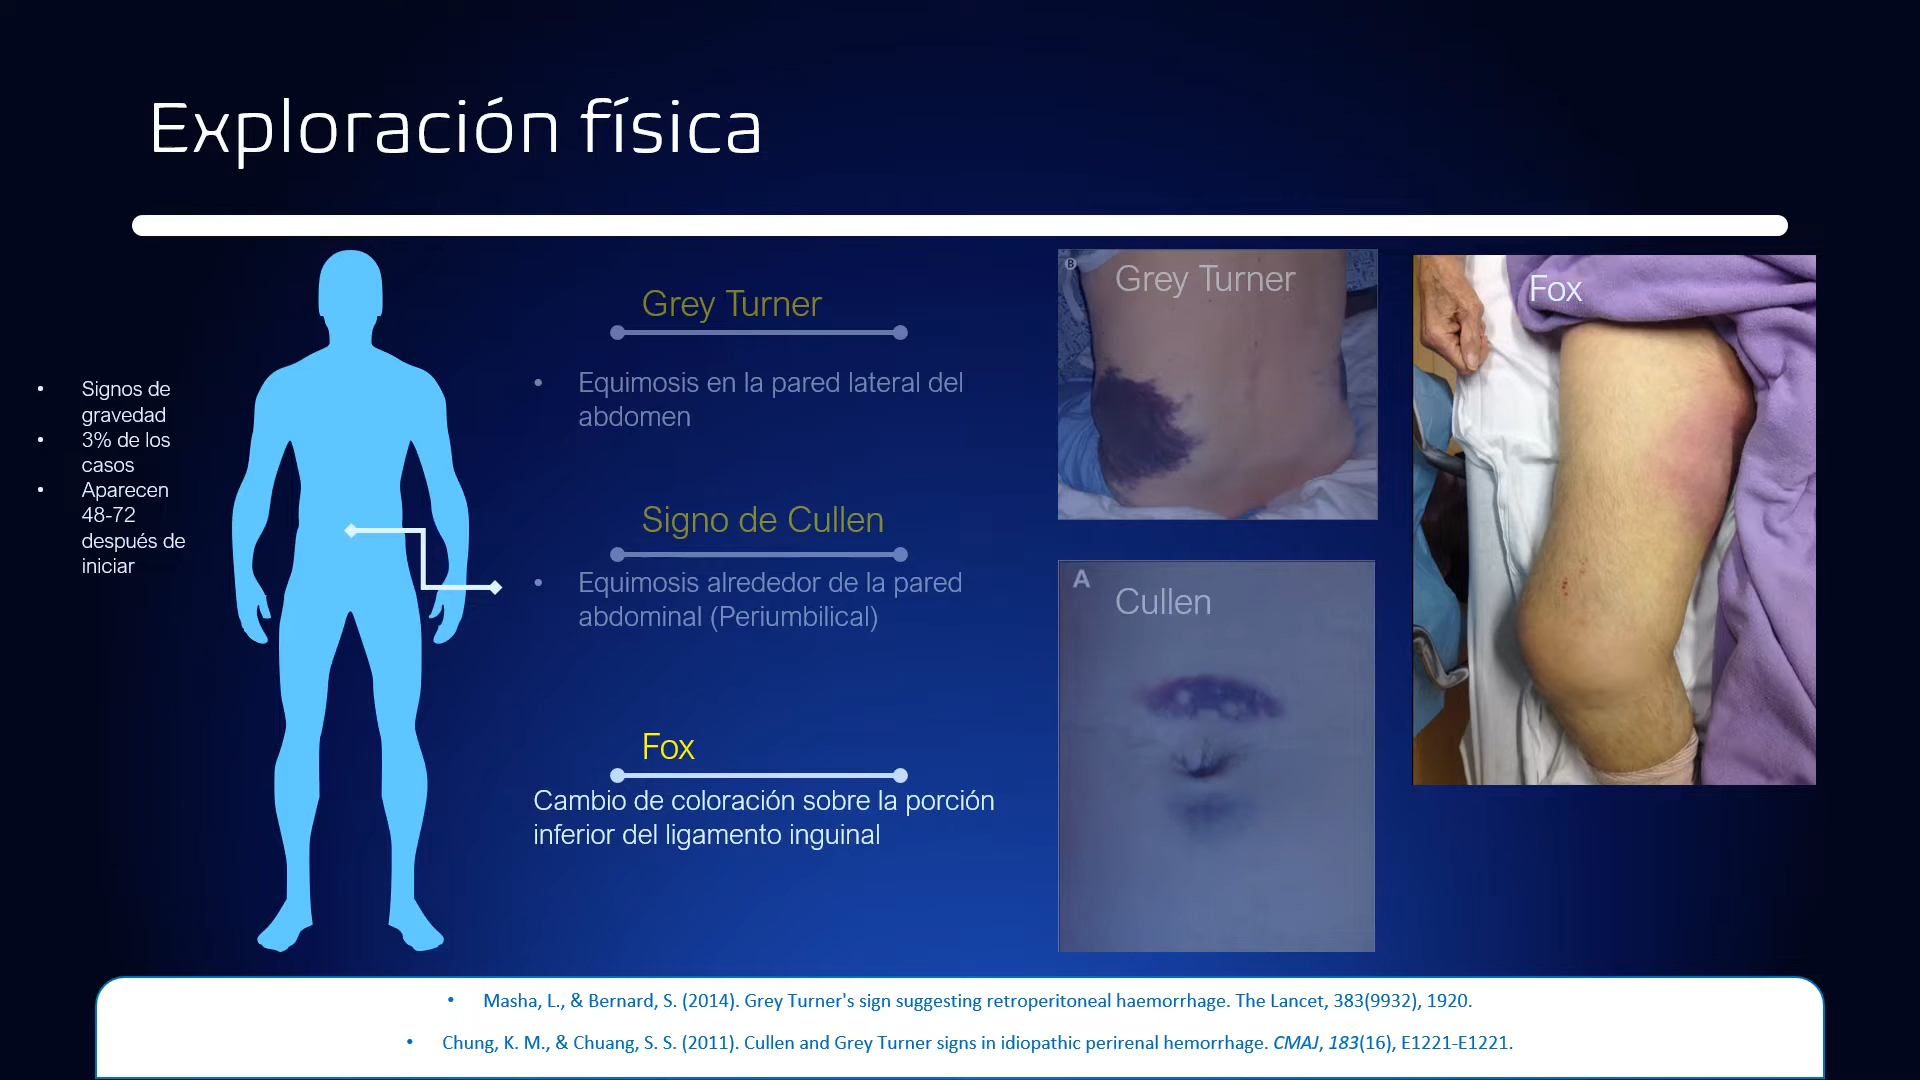 Exploración física
• Signos de
gravedad
• 3% de los
casos
• Aparecen
48-72
después de
iniciar
Grey Turner
• Equimosis en la pared lateral del
abdomen
Signo de Cullen
• Equimosis alrededor de la pared
abdominal (Periumbilical)
Fox
Cambio de coloración sobre la porción
inferior del ligamento inguinal
B
Grey Turner
A
Cullen
Fox
• Masha, L., & Bernard, S. (2014). Grey Turner's sign suggesting retroperitoneal haemorrhage. The Lancet, 383(9932), 1920.
• Chung, K. M., & Chuang, S. S. (2011). Cullen and Grey Turner signs in idiopathic perirenal hemorrhage. CMAJ, 183(16), E1221-E1221.